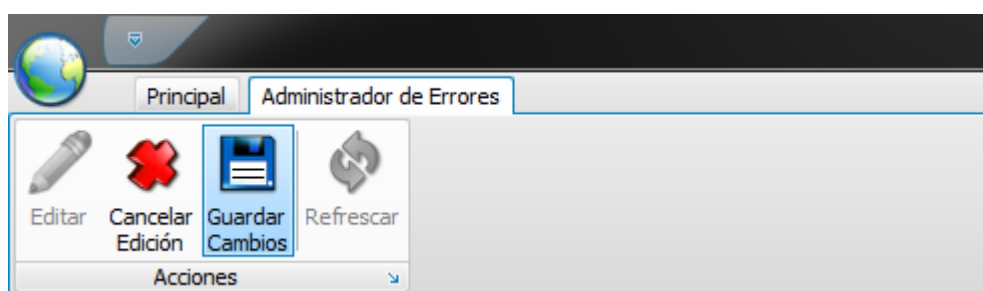 Principal Administrador de Errores
Editar Cancelar Guardar Refrescar
Edición Cambios
Acciones